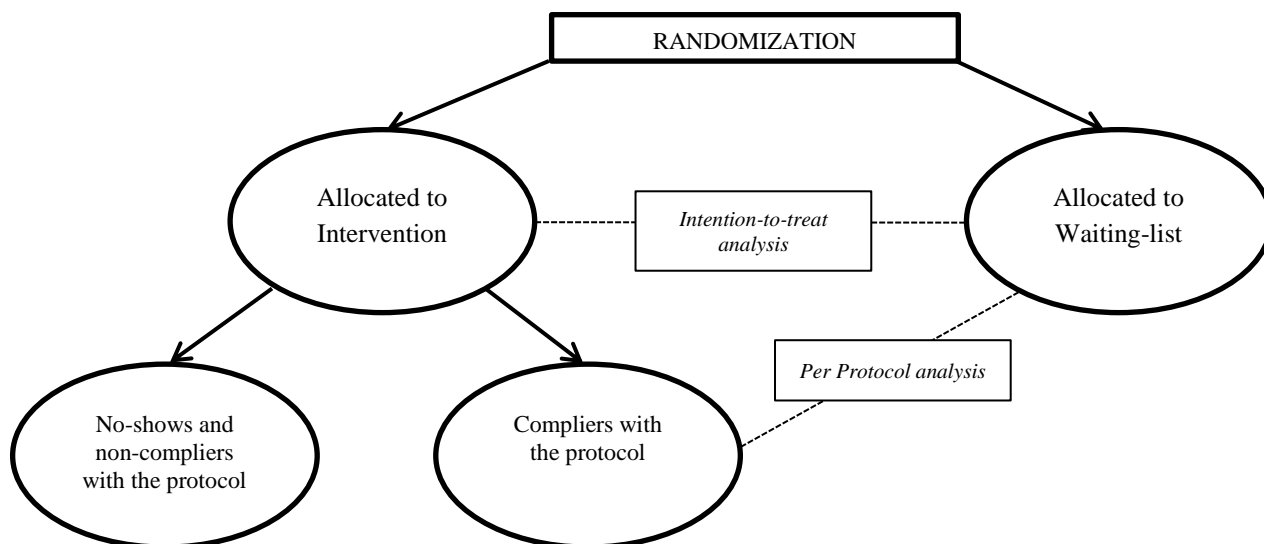 RANDOMIZATION
Allocated to
Intervention
Intention-to-treat
analysis
Allocated to
Waiting-list
Per Protocol analysis
No-shows and
non-compliers
with the protocol
Compliers with
the protocol